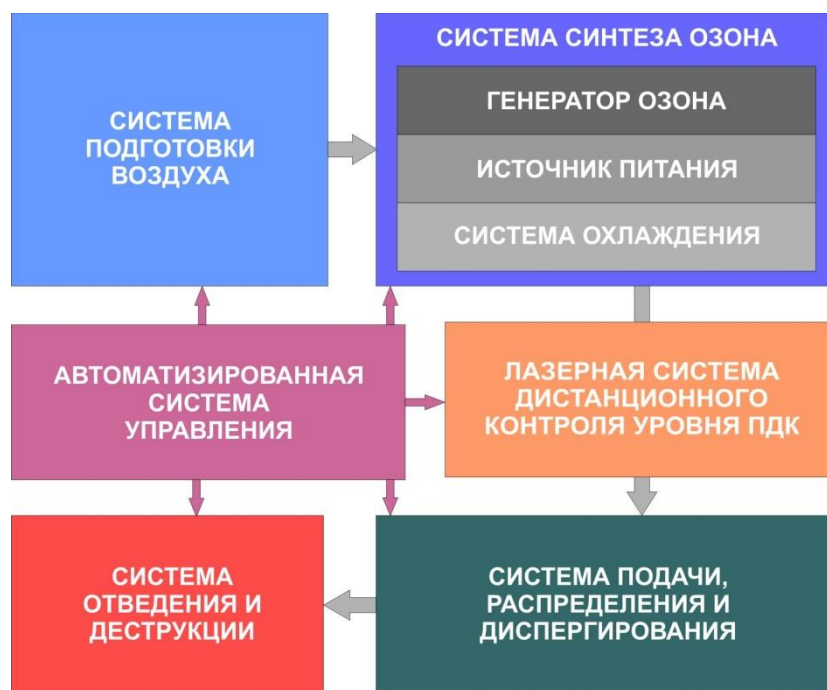 СИСТЕМА
ПОДГОТОВКИ
ВОЗДУХА
СИСТЕМА СИНТЕЗА ОЗОНА
ГЕНЕРАТОР ОЗОНА
ИСТОЧНИК ПИТАНИЯ
СИСТЕМА ОХЛАЖДЕНИЯ
АВТОМАТИЗИРОВАННАЯ
СИСТЕМА
УПРАВЛЕНИЯ
ЛАЗЕРНАЯ СИСТЕМА
ДИСТАНЦИОННОГО
КОНТРОЛЯ УРОВНЯ ПДК
СИСТЕМА
ОТВЕДЕНИЯ И
ДЕСТРУКЦИИ
СИСТЕМА ПОДАЧИ,
РАСПРЕДЕЛЕНИЯ И
ДИСПЕРГИРОВАНИЯ